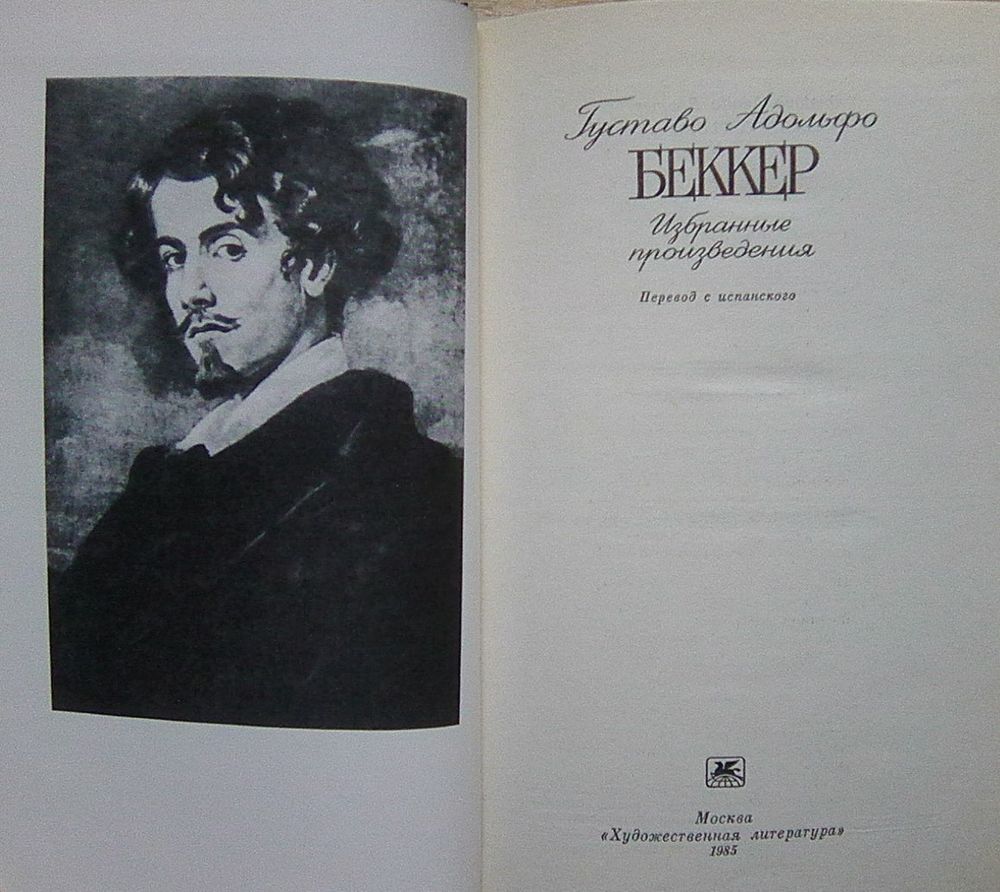 Густаво Адольфо
БЕККЕР
Избранные
произведения
Перевод с испанского
Москва
«Художественная литература»
1985